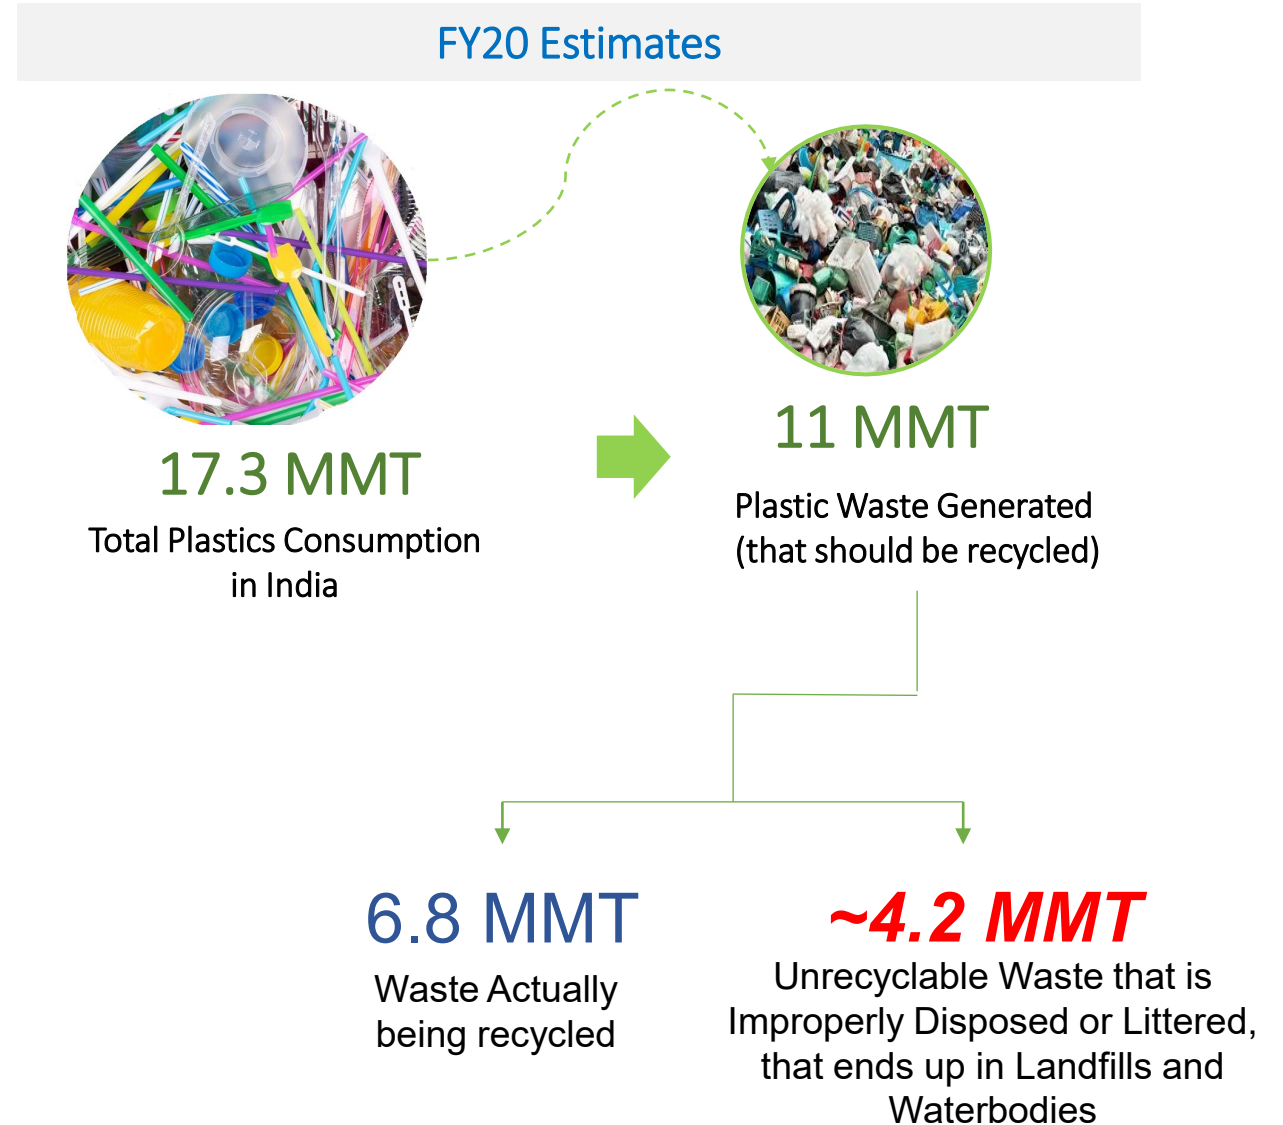 FY20 Estimates
17.3 MMT
Total Plastics Consumption
in India
11 MMT
Plastic Waste Generated
(that should be recycled)
6.8 MMT
Waste Actually
being recycled
~4.2 MMT
Unrecyclable Waste that is
Improperly Disposed or Littered,
that ends up in Landfills and
Waterbodies